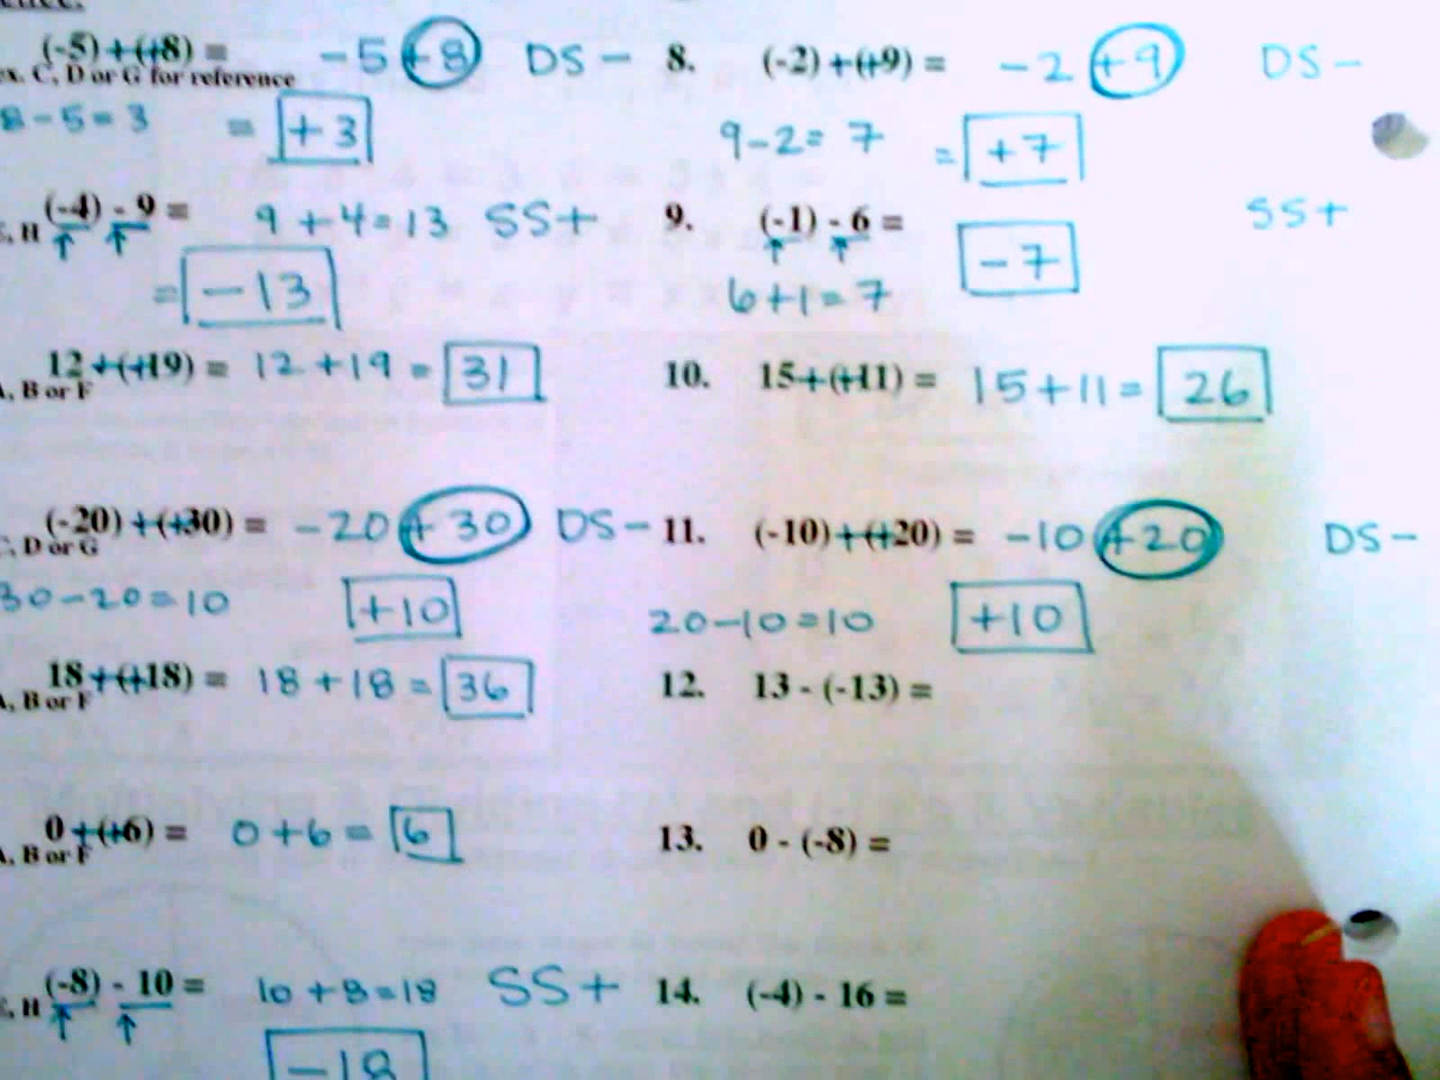 (-5)+(+8) = -5 +8 DS-
C, D or G for reference
8-5=3 = +3
8. (-2)+(+9) = -2 +9 DS-
9-2= 7 = +7
(-4) - 9 = 9+4=13 SS+
H
= -13
9. (-1) - 6 = -7 SS+
6+1=7
12+(+19) = 12+19 = 31
B or F
10. 15+(+11) = 15+11 = 26
(-20)+(+30) = -20 +30 DS-
D or G
30-20=10 +10
11. (-10)+(+20) = -10 +20 DS-
20-10=10 +10
18+(+18) = 18+18 = 36
B or F
12. 13 - (-13) =
0+(+6) = 0+6 = 6
B or F
13. 0 - (-8) =
(-8) - 10 = 10+8=18 SS+
H
-18
14. (-4) - 16 =